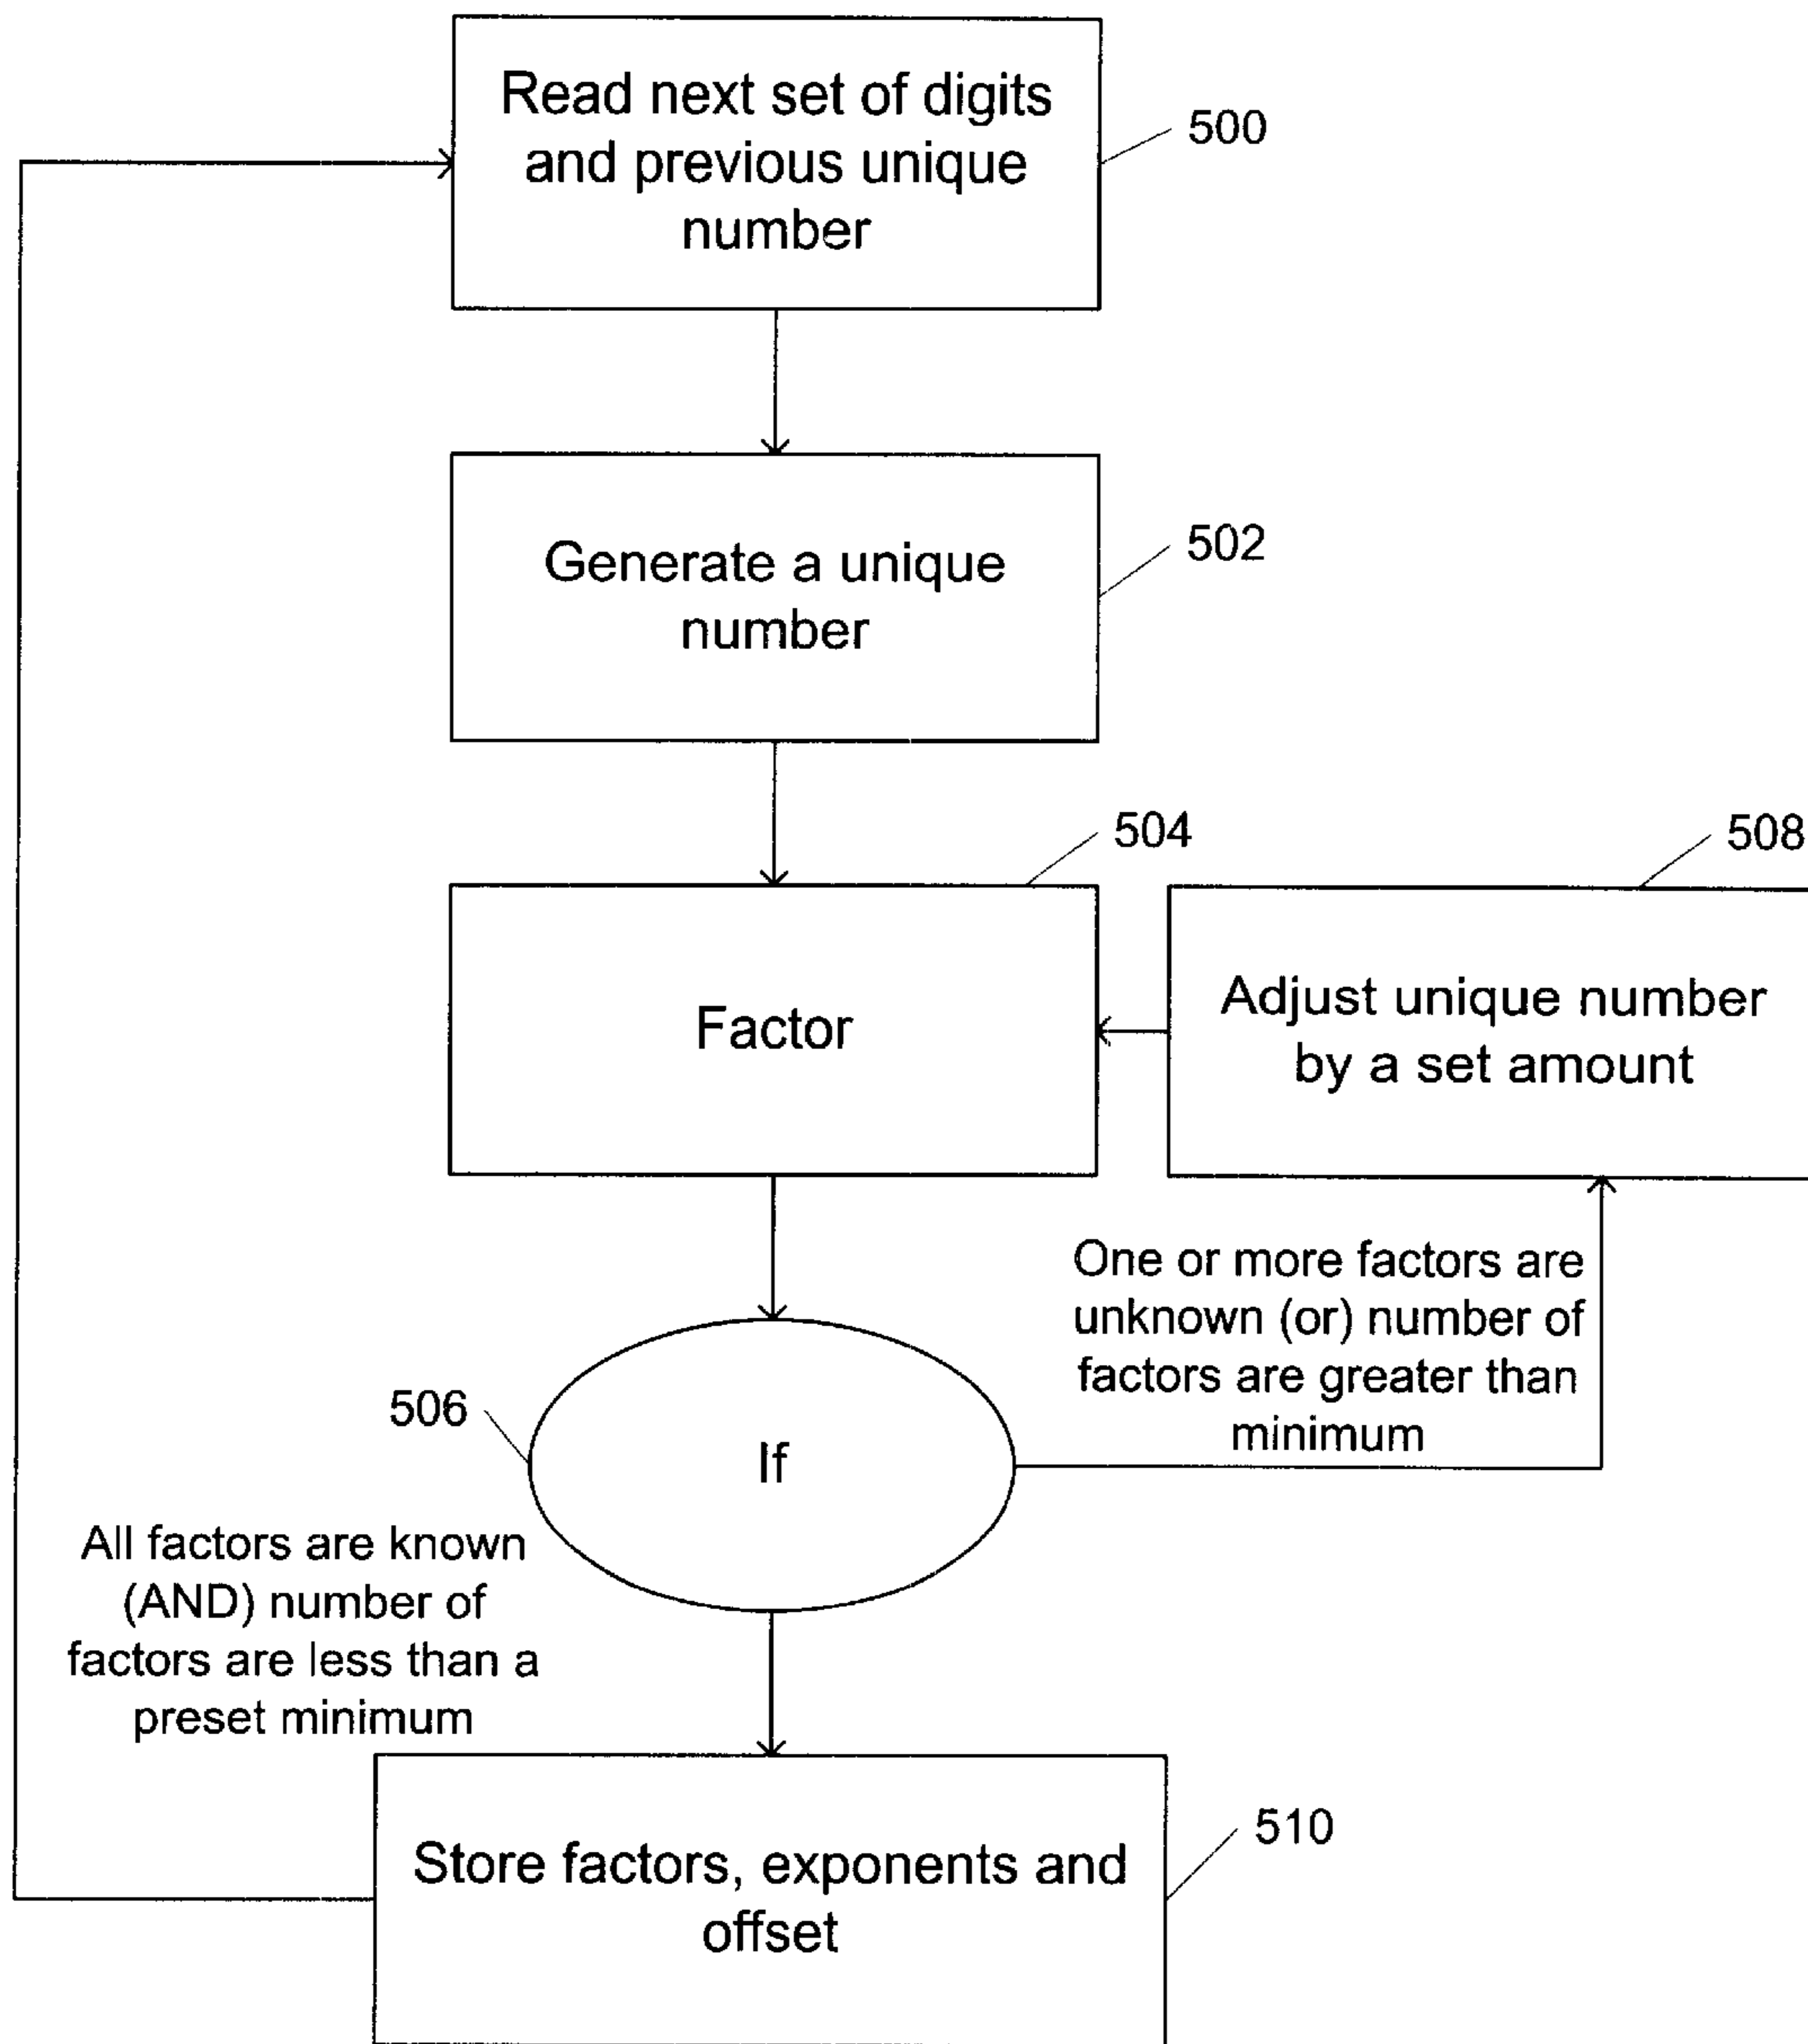 Read next set of digits
and previous unique
number
500
Generate a unique
number
502
504
508
Factor
Adjust unique number
by a set amount
One or more factors are
unknown (or) number of
factors are greater than
minimum
506
If
All factors are known
(AND) number of
factors are less than a
preset minimum
510
Store factors, exponents and
offset